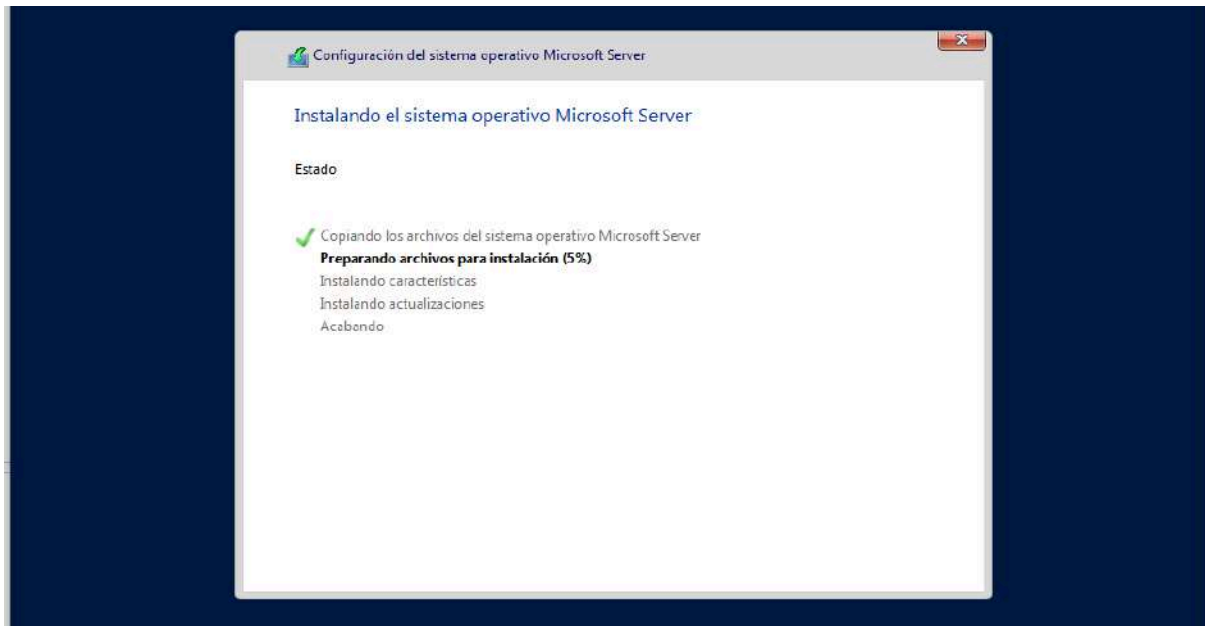 Configuración del sistema operativo Microsoft Server
Instalando el sistema operativo Microsoft Server
Estado
Copiando los archivos del sistema operativo Microsoft Server
Preparando archivos para instalación (5%)
Instalando características
Instalando actualizaciones
Acabando